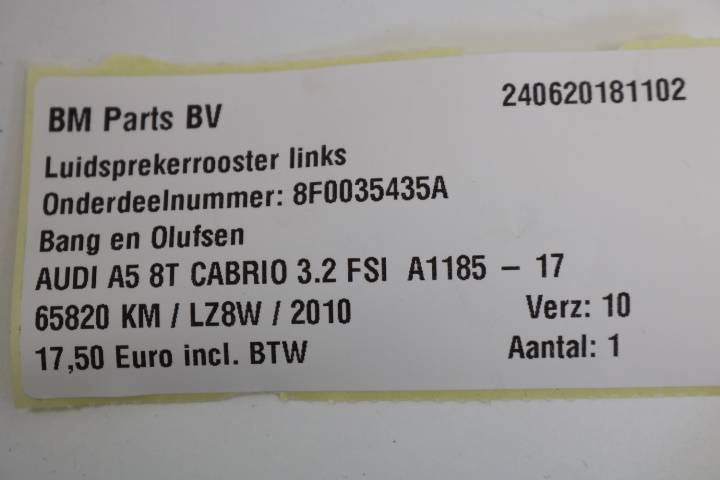 BM Parts BV 240620181102
Luidsprekerrooster links
Onderdeelnummer: 8F0035435A
Bang en Olufsen
AUDI A5 8T CABRIO 3.2 FSI A1185 – 17
65820 KM / LZ8W / 2010 Verz: 10
17,50 Euro incl. BTW Aantal: 1